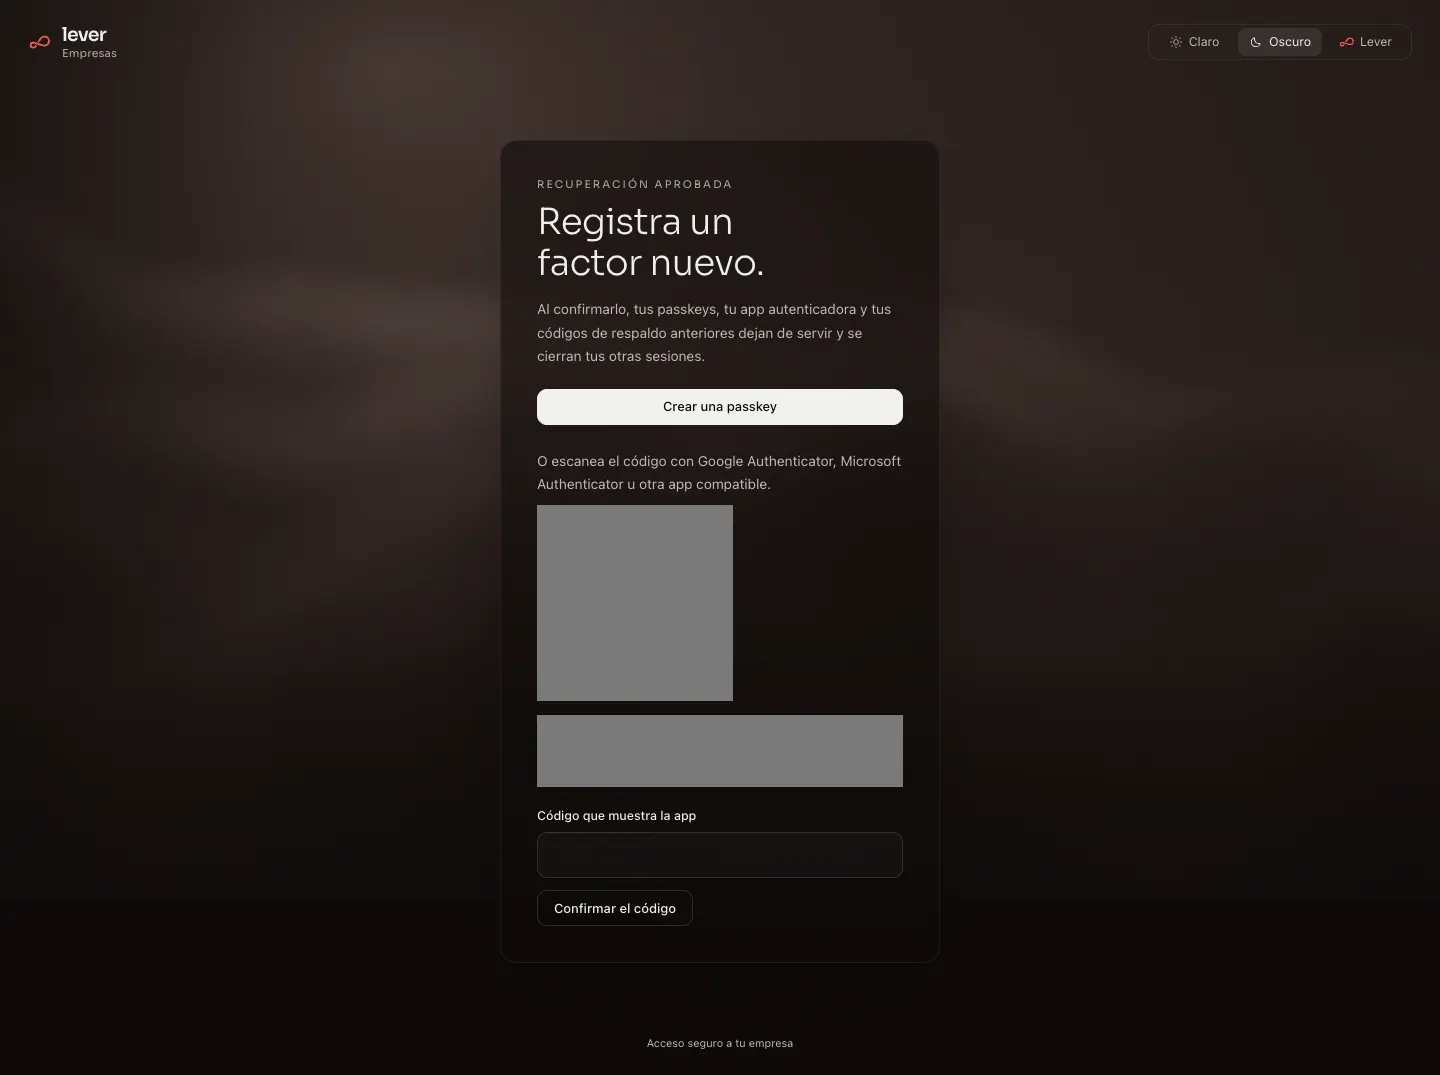 lever
Empresas
Claro
Oscuro
Lever
RECUPERACIÓN APROBADA
Registra un
factor nuevo.
Al confirmarlo, tus passkeys, tu app autenticadora y tus
códigos de respaldo anteriores dejan de servir y se
cierran tus otras sesiones.
Crear una passkey
O escanea el código con Google Authenticator, Microsoft
Authenticator u otra app compatible.
Código que muestra la app
Confirmar el código
Acceso seguro a tu empresa